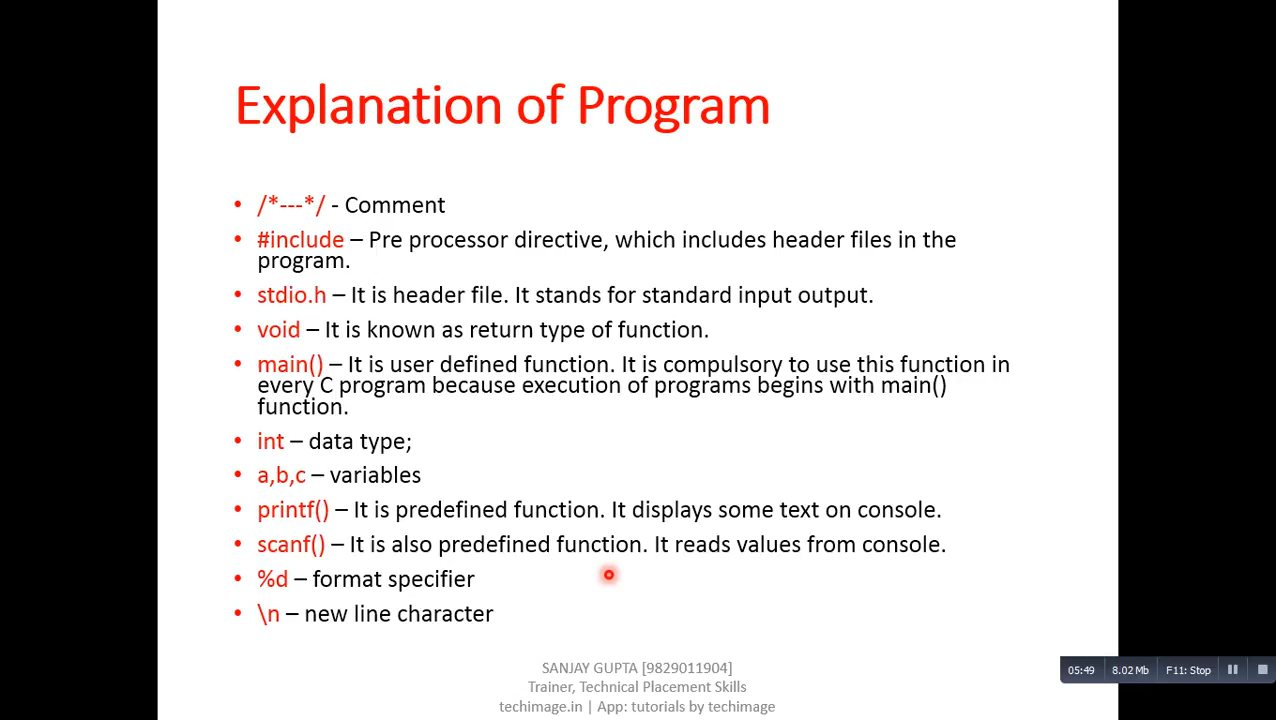 Explanation of Program
• /*---*/ - Comment
• #include – Pre processor directive, which includes header files in the
program.
• stdio.h – It is header file. It stands for standard input output.
• void – It is known as return type of function.
• main() – It is user defined function. It is compulsory to use this function in
every C program because execution of programs begins with main()
function.
• int – data type;
• a,b,c – variables
• printf() – It is predefined function. It displays some text on console.
• scanf() – It is also predefined function. It reads values from console.
• %d – format specifier
• \n – new line character
SANJAY GUPTA [9829011904]
Trainer, Technical Placement Skills
techimage.in | App: tutorials by techimage
05:49 8.02 Mb F11: Stop